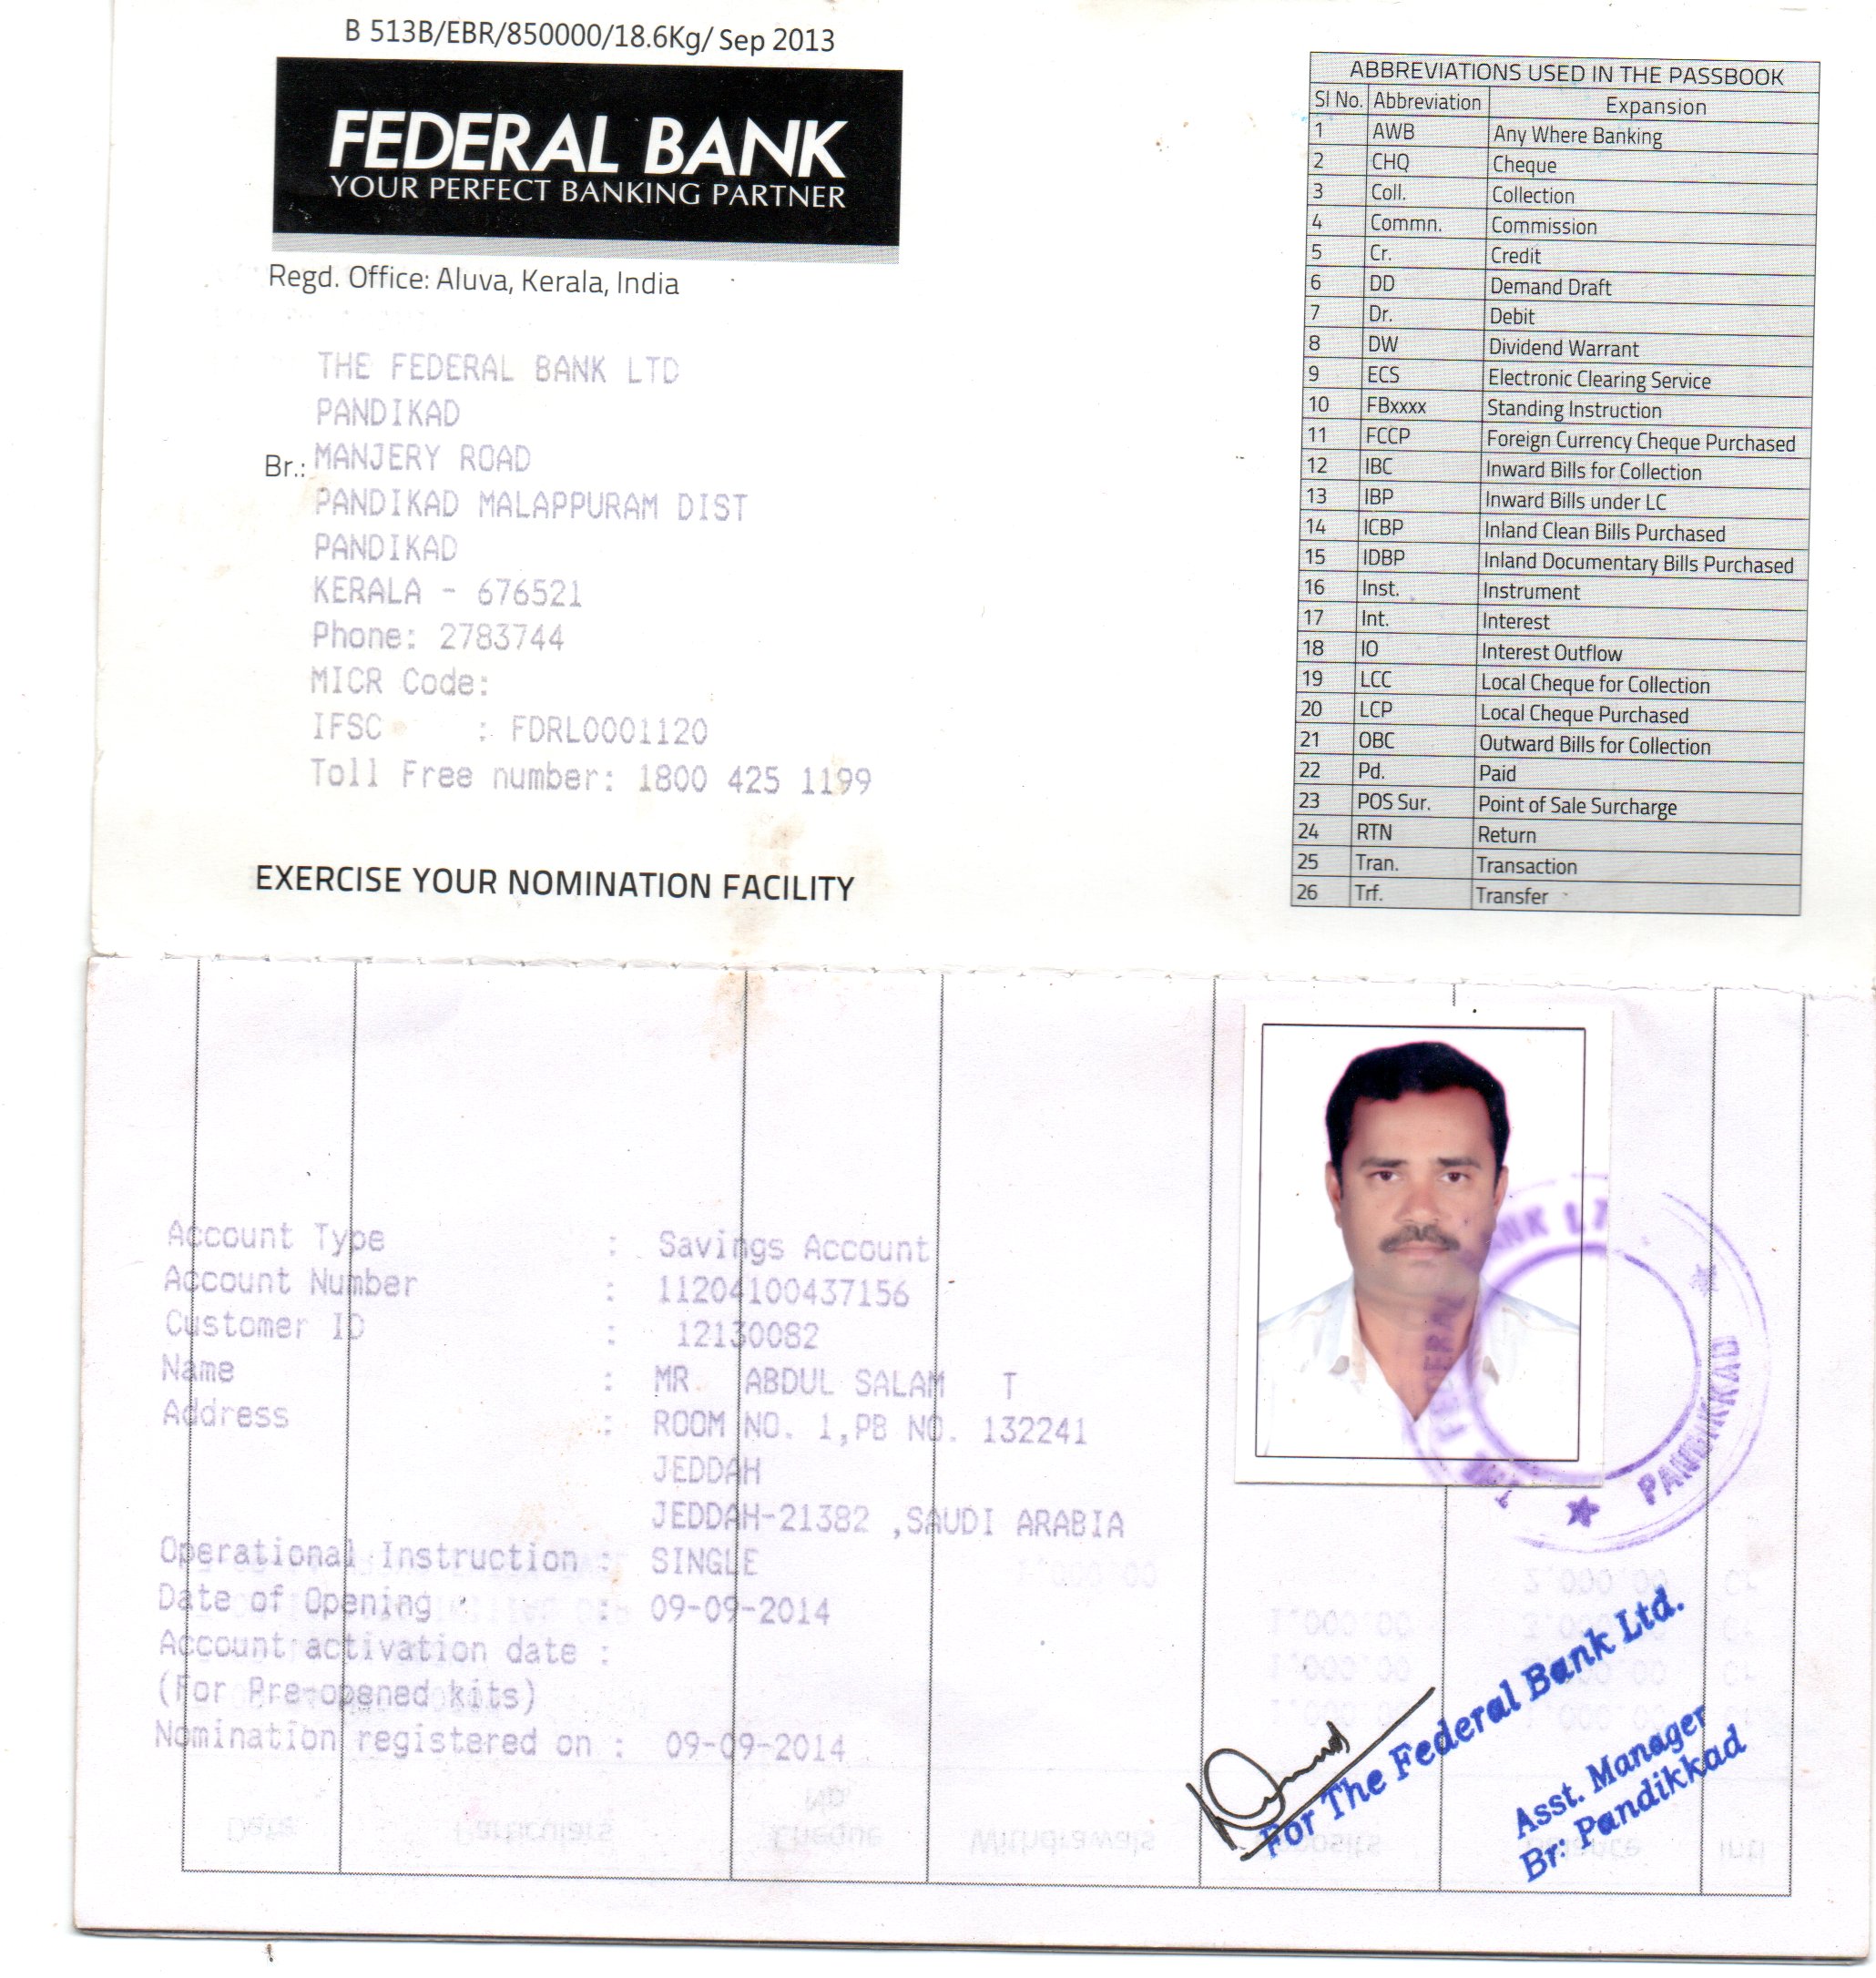 B 513B/EBR/850000/18.6Kg/ Sep 2013
FEDERAL BANK
YOUR PERFECT BANKING PARTNER
Regd. Office: Aluva, Kerala, India
THE FEDERAL BANK LTD
PANDIKAD
Br.: MANJERY ROAD
PANDIKAD MALAPPURAM DIST
PANDIKAD
KERALA - 676521
Phone: 2783744
MICR Code:
IFSC : FDRL0001120
Toll Free number: 1800 425 1199
EXERCISE YOUR NOMINATION FACILITY
ABBREVIATIONS USED IN THE PASSBOOK
Sl No. Abbreviation Expansion
1 AWB Any Where Banking
2 CHQ Cheque
3 Coll. Collection
4 Commn. Commission
5 Cr. Credit
6 DD Demand Draft
7 Dr. Debit
8 DW Dividend Warrant
9 ECS Electronic Clearing Service
10 FBxxxx Standing Instruction
11 FCCP Foreign Currency Cheque Purchased
12 IBC Inward Bills for Collection
13 IBP Inward Bills under LC
14 ICBP Inland Clean Bills Purchased
15 IDBP Inland Documentary Bills Purchased
16 Inst. Instrument
17 Int. Interest
18 IO Interest Outflow
19 LCC Local Cheque for Collection
20 LCP Local Cheque Purchased
21 OBC Outward Bills for Collection
22 Pd. Paid
23 POS Sur. Point of Sale Surcharge
24 RTN Return
25 Tran. Transaction
26 Trf. Transfer
Account Type : Savings Account
Account Number : 11204100437156
Customer ID : 12130082
Name : MR. ABDUL SALAM T
Address : ROOM NO. 1,PB NO. 132241
JEDDAH
JEDDAH-21382 ,SAUDI ARABIA
Operational Instruction : SINGLE
Date of Opening : 09-09-2014
Account activation date :
(For Pre-opened kits)
Nomination registered on : 09-09-2014
THE FEDERAL BANK LTD
PANDIKKAD
For The Federal Bank Ltd.
Asst. Manager
Br: Pandikkad